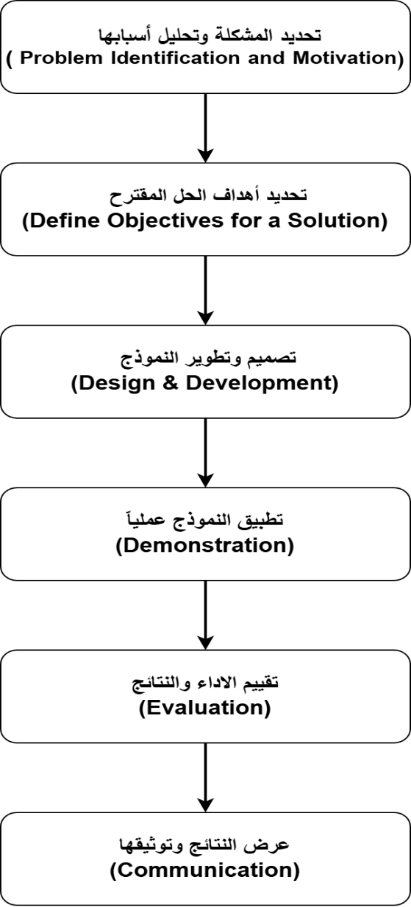 تحديد المشكلة وتحليل أسبابها
( Problem Identification and Motivation)
تحديد أهداف الحل المقترح
(Define Objectives for a Solution)
تصميم وتطوير النموذج
(Design & Development)
تطبيق النموذج عملياً
(Demonstration)
تقييم الاداء والنتائج
(Evaluation)
عرض النتائج وتوثيقها
(Communication)